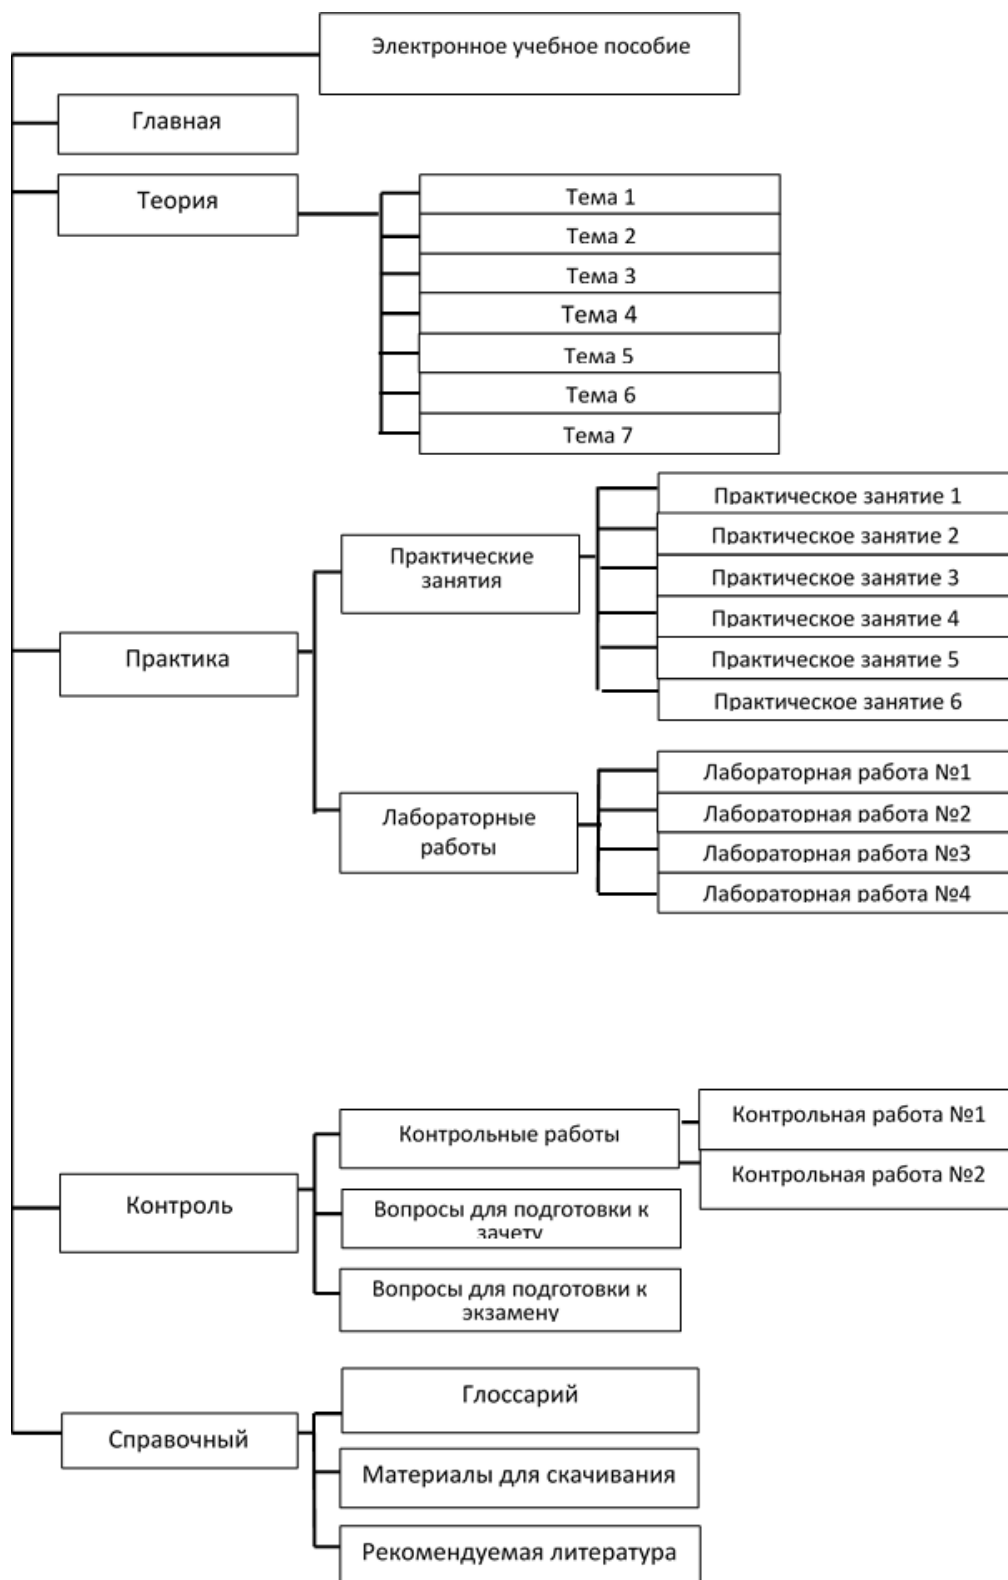 Электронное учебное пособие
Главная
Теория
Тема 1
Тема 2
Тема 3
Тема 4
Тема 5
Тема 6
Тема 7
Практика
Практические
занятия
Практическое занятие 1
Практическое занятие 2
Практическое занятие 3
Практическое занятие 4
Практическое занятие 5
Практическое занятие 6
Лабораторные
работы
Лабораторная работа №1
Лабораторная работа №2
Лабораторная работа №3
Лабораторная работа №4
Контроль
Контрольные работы
Контрольная работа №1
Контрольная работа №2
Вопросы для подготовки к
зачету
Вопросы для подготовки к
экзамену
Справочный
Глоссарий
Материалы для скачивания
Рекомендуемая литература